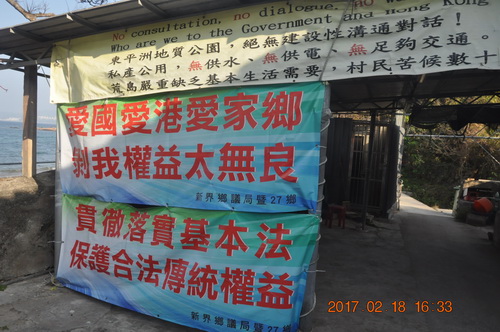 No consultation, no dialogue, no
Who are we to the Government and Hong Kong
東平洲地質公園，絕無建設性溝通對話！
私產公用，無供水、無供電、無足夠交通。
荒島嚴重缺乏基本生活需要，村民苦候數十
愛國愛港愛家鄉
剝我權益太無良
新界鄉議局暨27鄉
貫徹落實基本法
保護合法傳統權益
新界鄉議局暨27鄉
2017 02 18 16:33